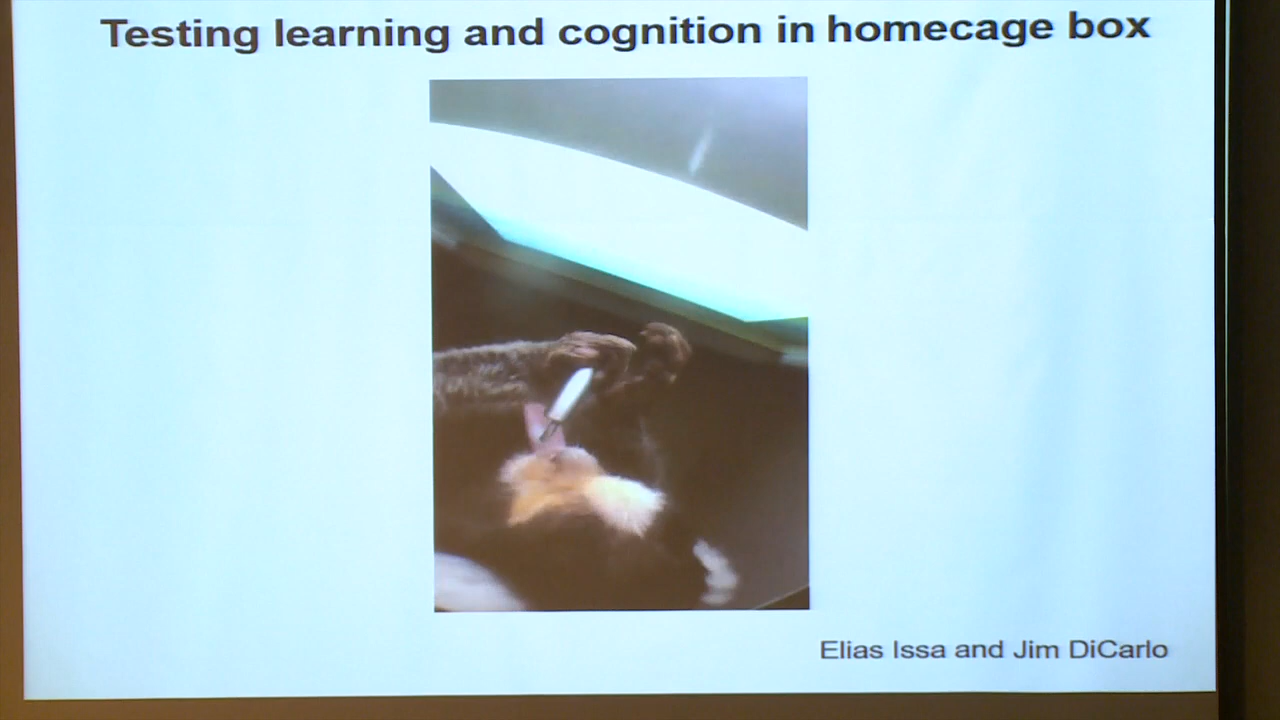 Testing learning and cognition in homecage box
Elias Issa and Jim DiCarlo